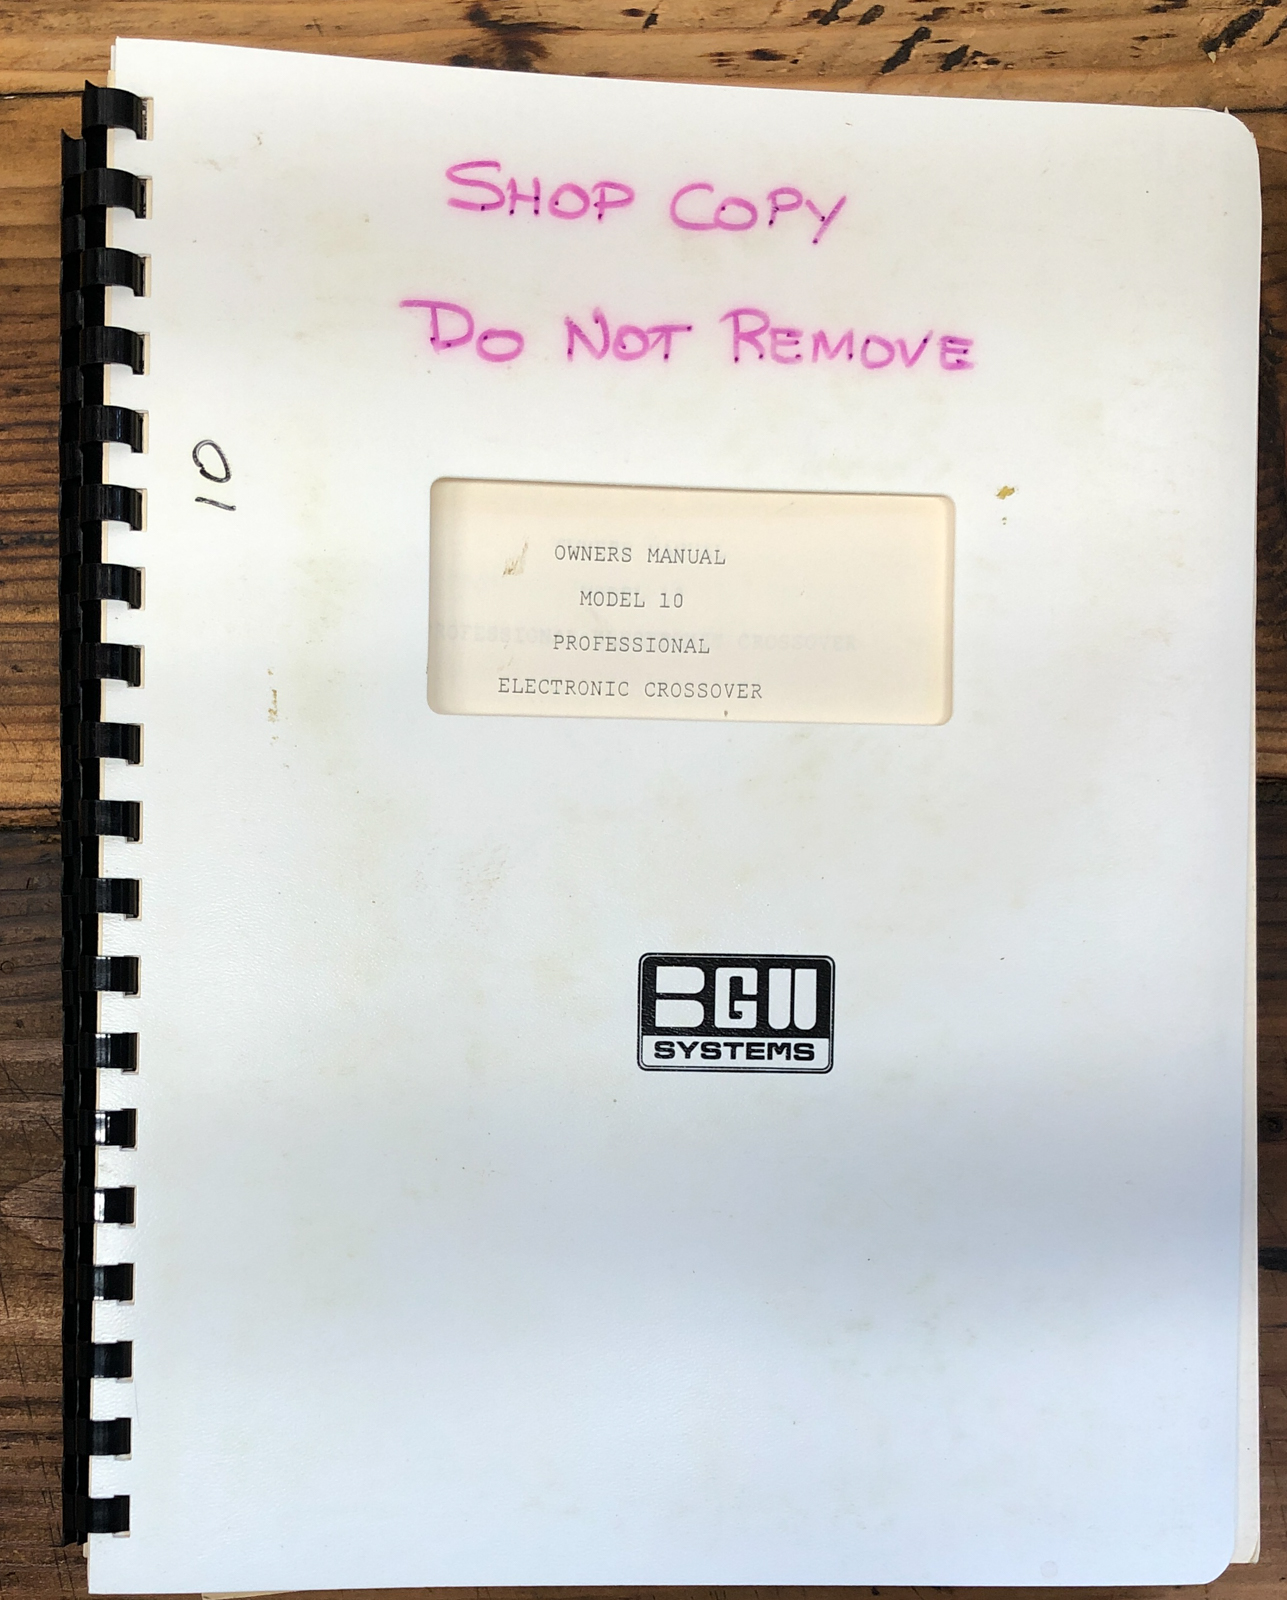 SHOP COPY
DO NOT REMOVE
10
OWNERS MANUAL
MODEL 10
PROFESSIONAL
ELECTRONIC CROSSOVER
BGW
SYSTEMS